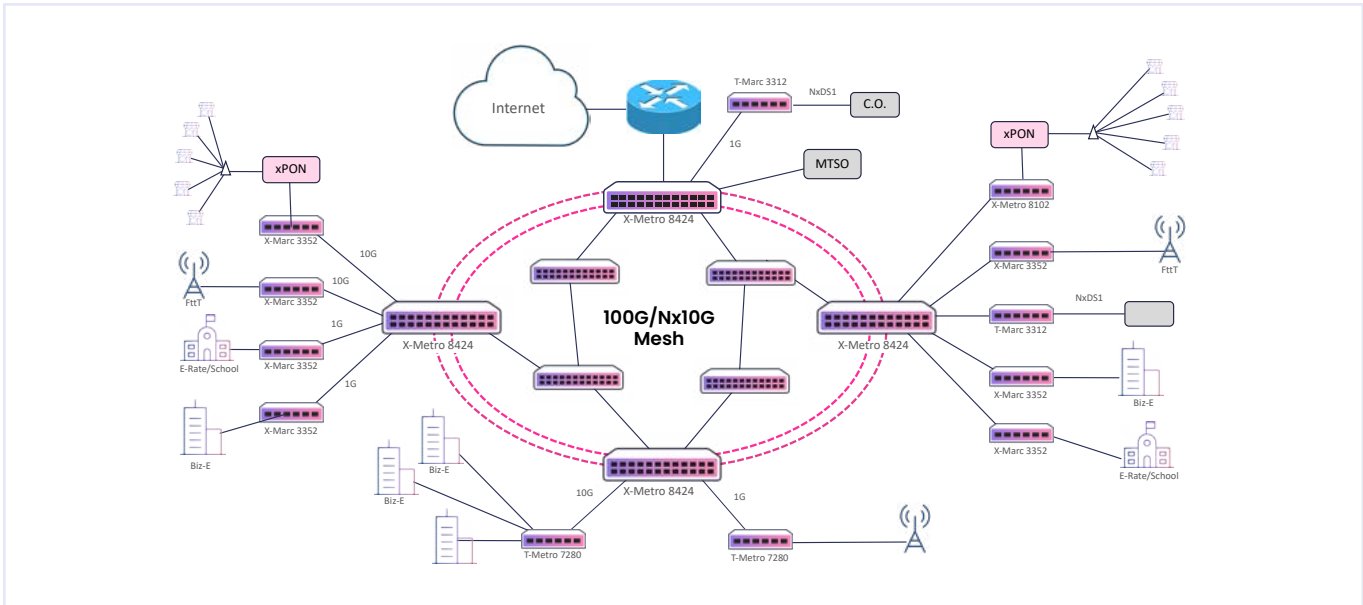 Internet
T-Marc 3312
NxDS1
C.O.
1G
MTSO
X-Metro 8424
xPON
X-Marc 3352
10G
FttT
10G
X-Marc 3352
1G
E-Rate/School
X-Marc 3352
1G
Biz-E
X-Marc 3352
X-Metro 8424
100G/Nx10G
Mesh
X-Metro 8424
xPON
X-Metro 8102
X-Marc 3352
FttT
NxDS1
T-Marc 3312
X-Marc 3352
Biz-E
X-Marc 3352
E-Rate/School
X-Metro 8424
10G
1G
Biz-E
Biz-E
T-Metro 7280
T-Metro 7280